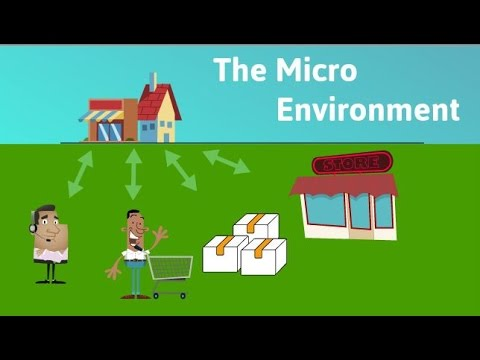 The Micro
Environment
STORE